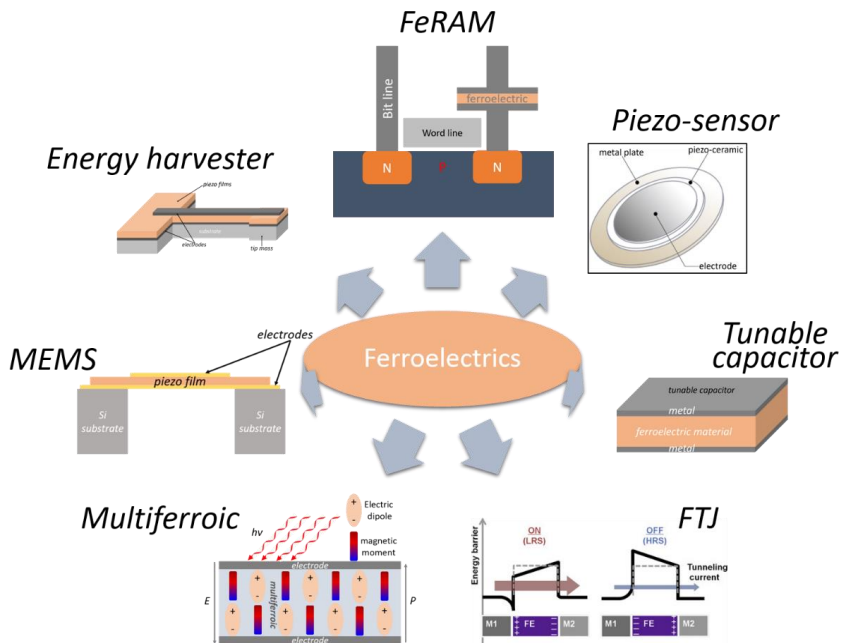 FeRAM
Bit line
ferroelectric
Word line
N
P
N
Energy harvester
piezo films
substrate
electrodes
tip mass
Piezo-sensor
metal plate
piezo-ceramic
electrode
MEMS
electrodes
piezo film
Si
substrate
Si
substrate
Ferroelectrics
Tunable
capacitor
tunable capacitor
metal
ferroelectric material
metal
Multiferroic
hv
+
-
Electric
dipole
magnetic
moment
electrode
E
multiferroic
P
+
-
+
-
+
-
+
-
+
-
+
-
+
-
electrode
FTJ
Energy barrier
ON
(LRS)
OFF
(HRS)
Tunneling
current
M1
FE
M2
M1
FE
M2